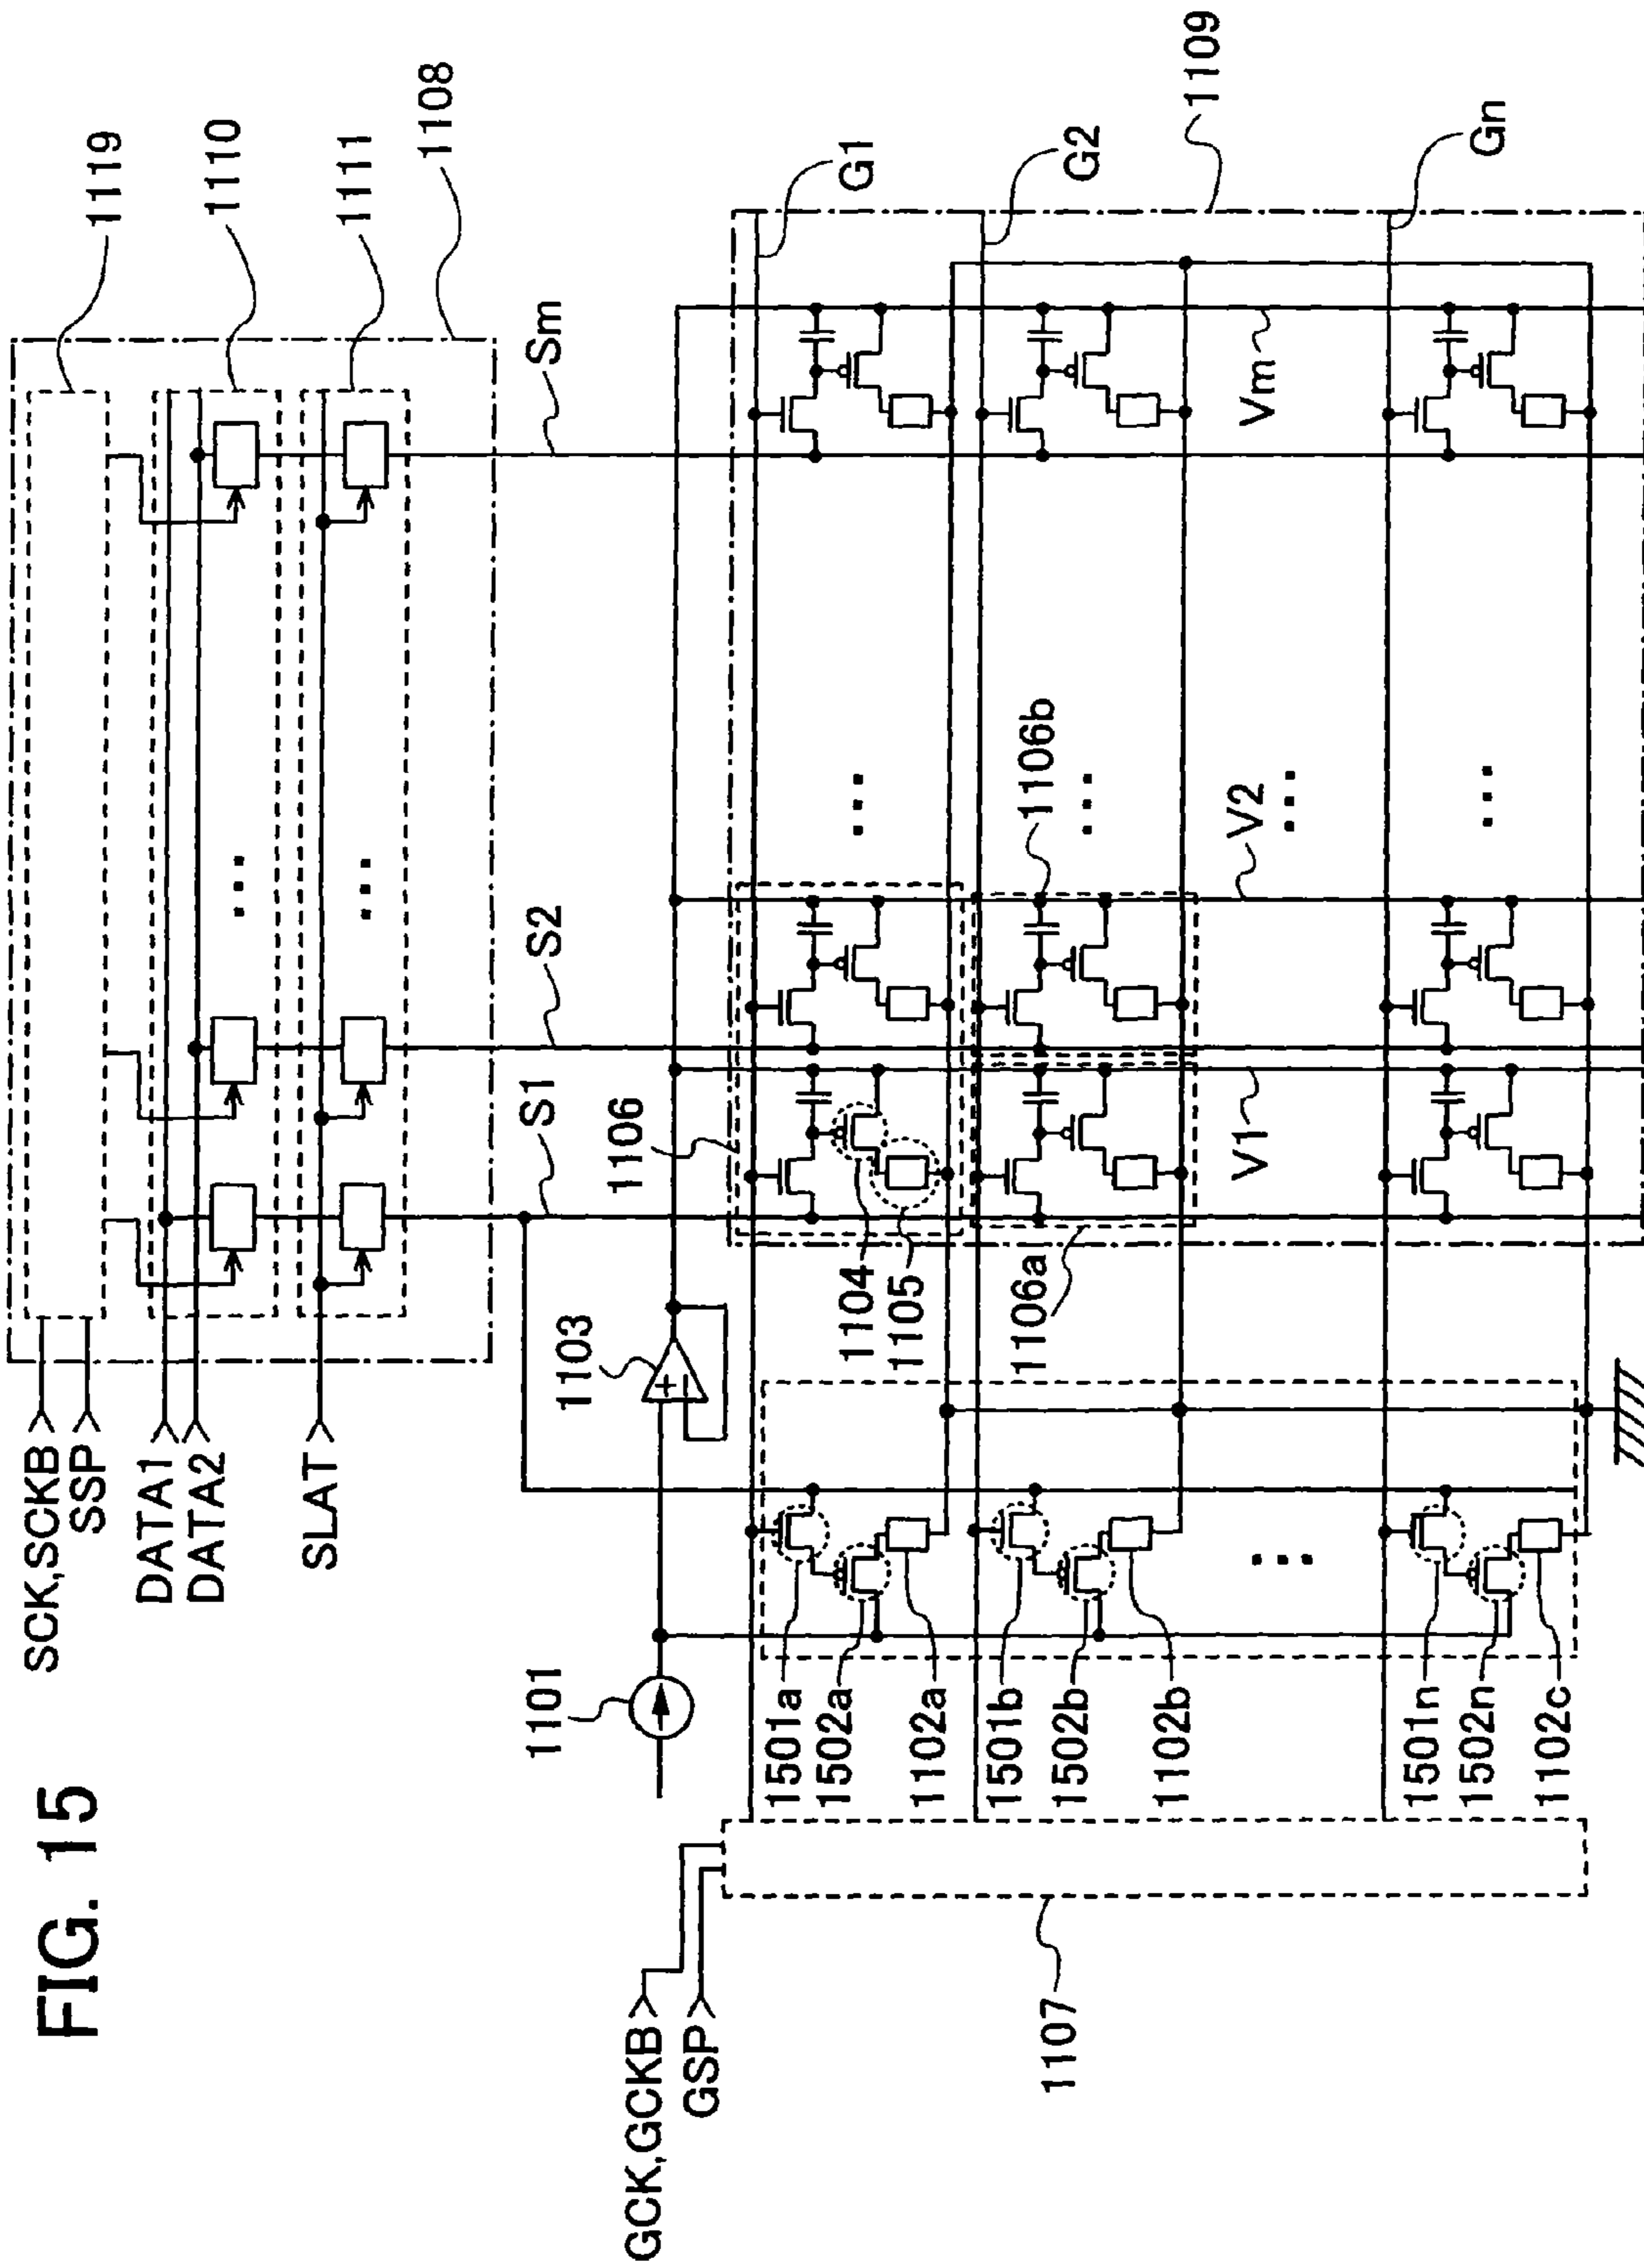 FIG. 15
SCK,SCKB
SSP
DATA1
DATA2
SLAT
1119
1110
1111
1108
S1
S2
Sm
1101
1103
1106
GCK,GCKB
GSP
1107
1501a
1502a
1102a
1501b
1502b
1102b
1501n
1502n
1102c
1104
1105
1106a
1106b
V1
V2
Vm
G1
G2
1109
Gn